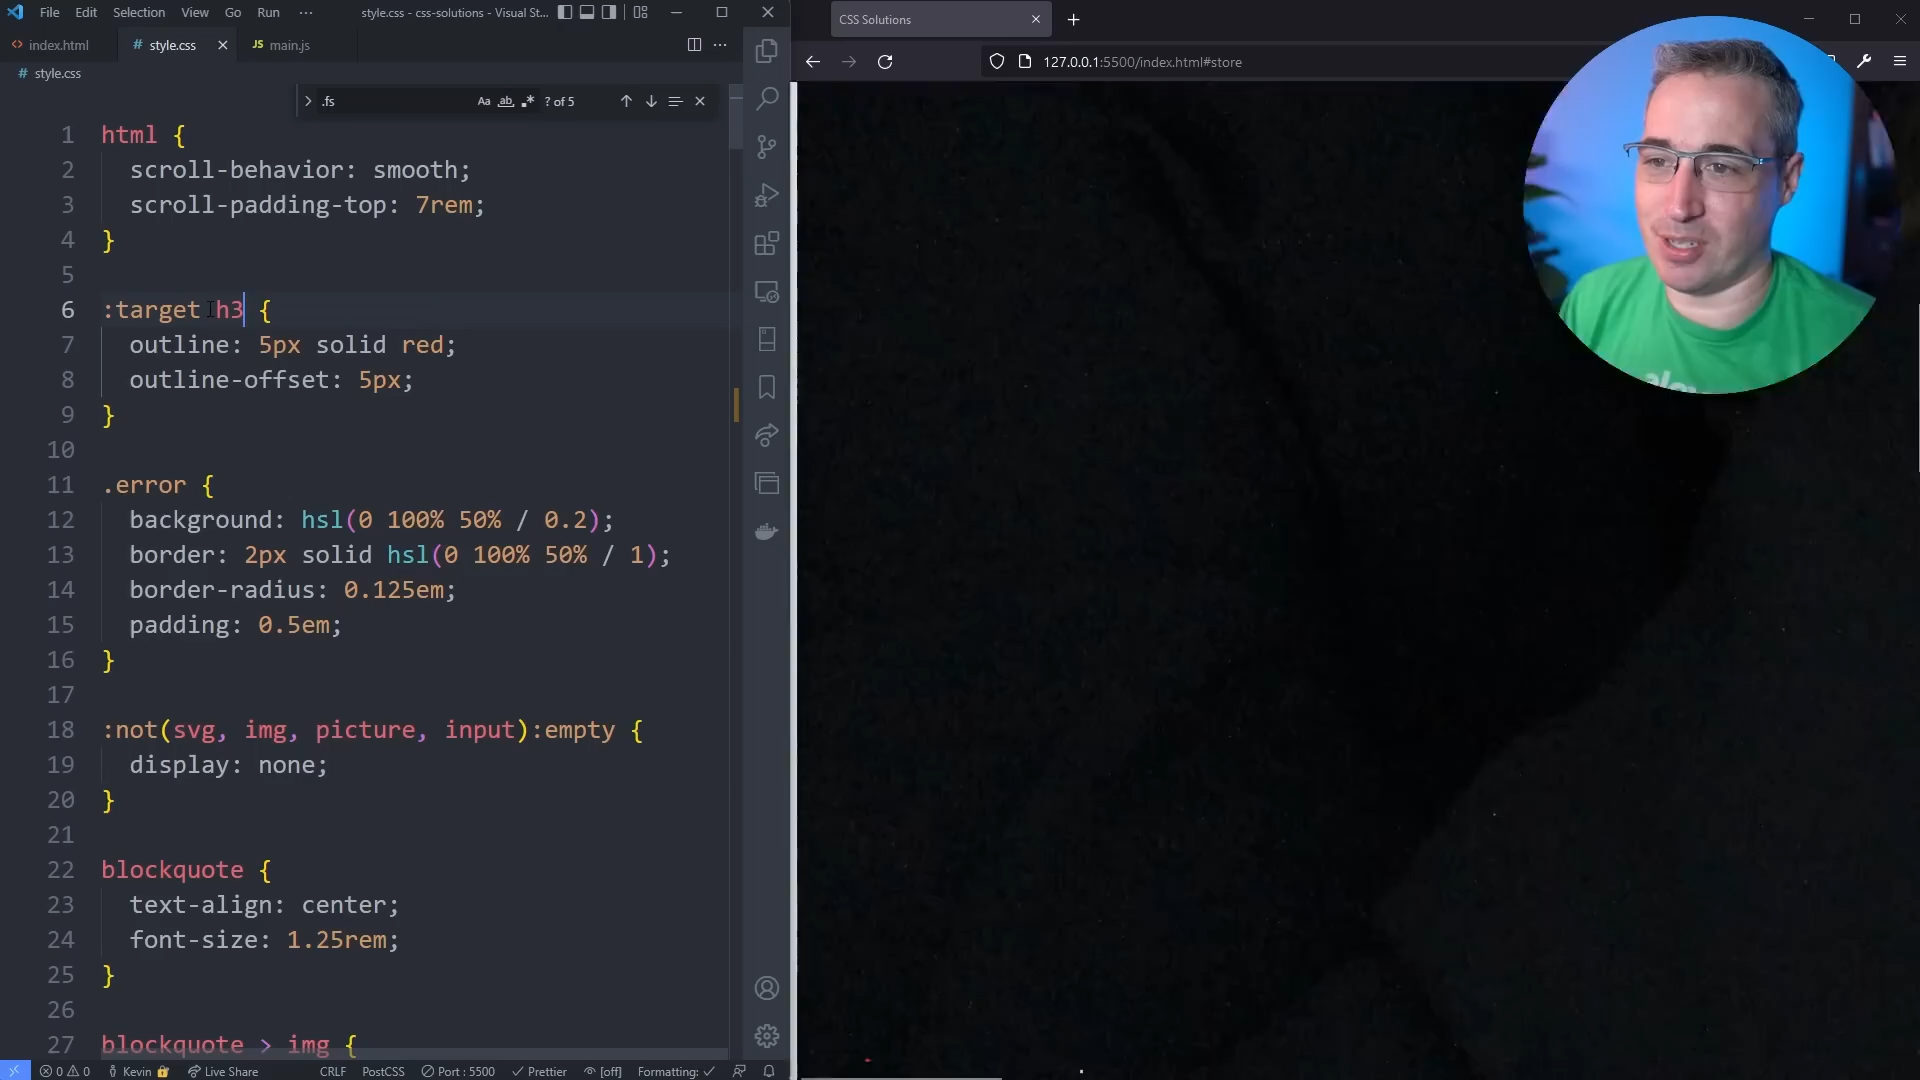 File Edit Selection View Go Run ··· style.css - css-solutions - Visual St...
index.html style.css JS main.js
# style.css
.fs Aa ab ? of 5
1 html {
2 scroll-behavior: smooth;
3 scroll-padding-top: 7rem;
4 }
5
6 :target h3 {
7 outline: 5px solid red;
8 outline-offset: 5px;
9 }
10
11 .error {
12 background: hsl(0 100% 50% / 0.2);
13 border: 2px solid hsl(0 100% 50% / 1);
14 border-radius: 0.125em;
15 padding: 0.5em;
16 }
17
18 :not(svg, img, picture, input):empty {
19 display: none;
20 }
21
22 blockquote {
23 text-align: center;
24 font-size: 1.25rem;
25 }
26
27 blockquote > img {
0 0 Kevin Live Share CRLF PostCSS Port : 5500 Prettier [off] Formatting:
CSS Solutions
127.0.0.1:5500/index.html#store